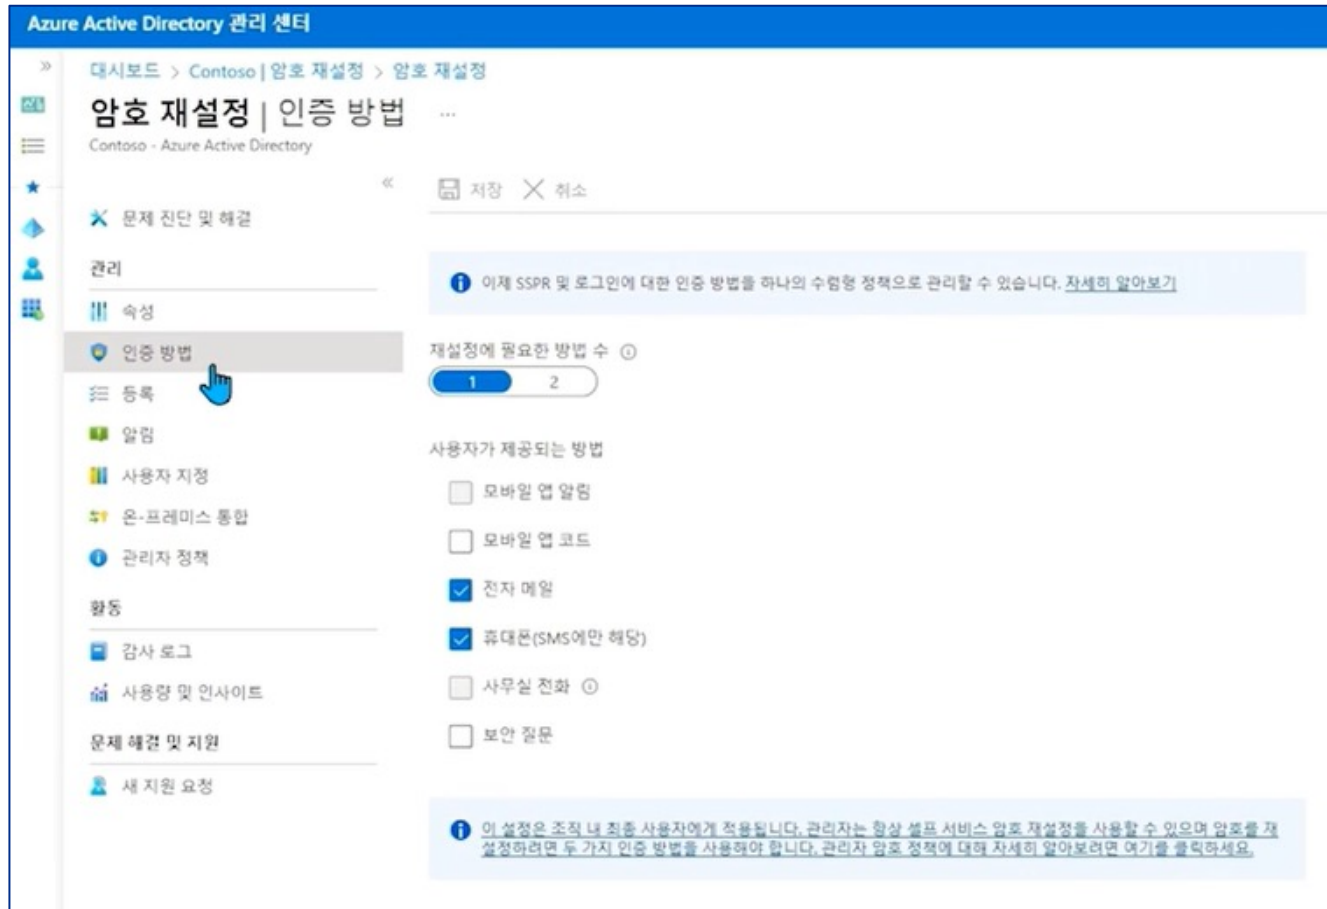 Azure Active Directory 관리 센터
대시보드 > Contoso | 암호 재설정 > 암호 재설정
암호 재설정 | 인증 방법 ...
Contoso - Azure Active Directory
저장 취소
문제 진단 및 해결
관리
속성
인증 방법
등록
알림
사용자 지정
온-프레미스 통합
관리자 정책
활동
감사 로그
사용량 및 인사이트
문제 해결 및 지원
새 지원 요청
이제 SSPR 및 로그인에 대한 인증 방법을 하나의 수렴형 정책으로 관리할 수 있습니다. 자세히 알아보기
재설정에 필요한 방법 수
1 2
사용자가 제공되는 방법
모바일 앱 알림
모바일 앱 코드
전자 메일
휴대폰(SMS에만 해당)
사무실 전화
보안 질문
이 설정은 조직 내 최종 사용자에게 적용됩니다. 관리자는 항상 셀프 서비스 암호 재설정을 사용할 수 있으며 암호를 재
설정하려면 두 가지 인증 방법을 사용해야 합니다. 관리자 암호 정책에 대해 자세히 알아보려면 여기를 클릭하세요.